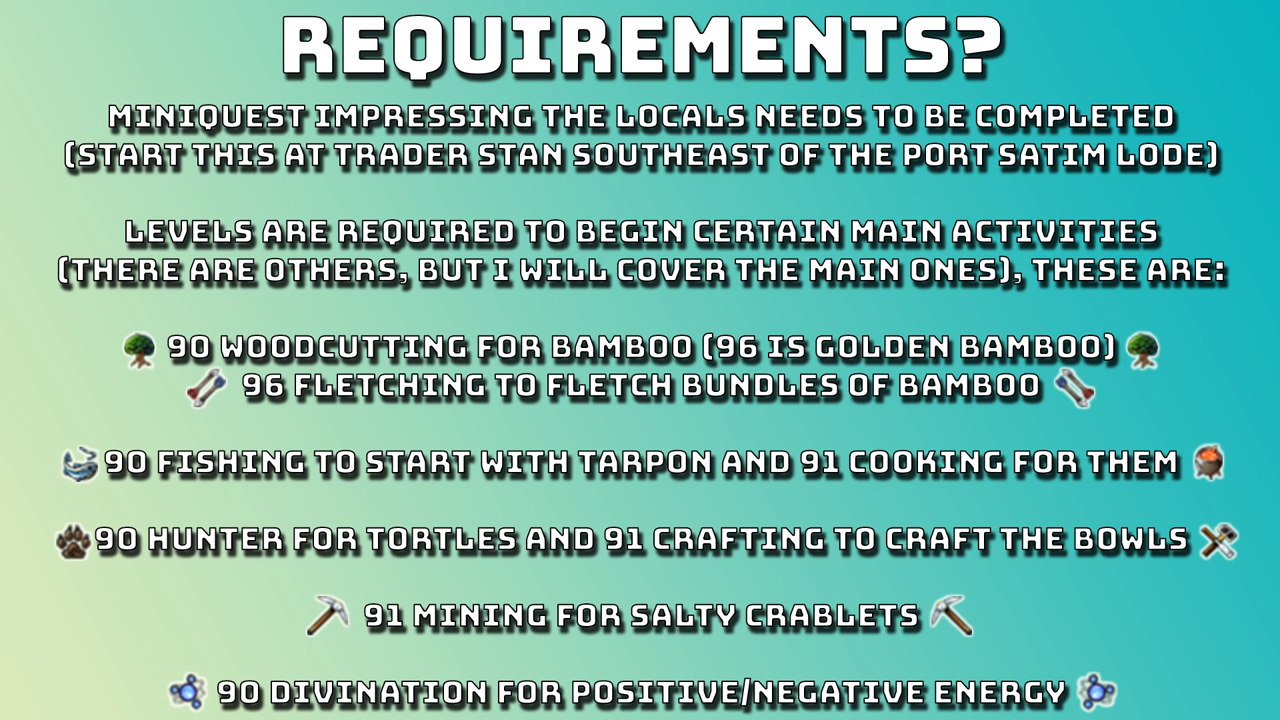 REQUIREMENTS?
MINIQUEST IMPRESSING THE LOCALS NEEDS TO BE COMPLETED
(START THIS AT TRADER STAN SOUTHEAST OF THE PORT SATIM LODE)
LEVELS ARE REQUIRED TO BEGIN CERTAIN MAIN ACTIVITIES
(THERE ARE OTHERS, BUT I WILL COVER THE MAIN ONES), THESE ARE:
90 WOODCUTTING FOR BAMBOO (96 IS GOLDEN BAMBOO)
96 FLETCHING TO FLETCH BUNDLES OF BAMBOO
90 FISHING TO START WITH TARPON AND 91 COOKING FOR THEM
90 HUNTER FOR TORTLES AND 91 CRAFTING TO CRAFT THE BOWLS
91 MINING FOR SALTY CRABLETS
90 DIVINATION FOR POSITIVE/NEGATIVE ENERGY